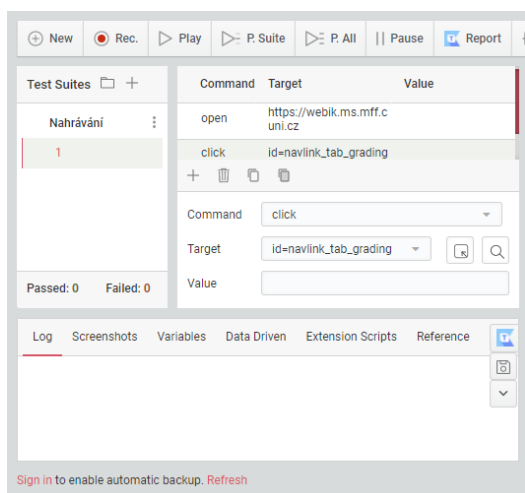 New Rec. Play P. Suite P. All Pause Report
Test Suites
Nahrávání
1
Passed: 0 Failed: 0
Command Target Value
open https://webik.ms.mff.c
uni.cz
click id=navlink_tab_grading
Command click
Target id=navlink_tab_grading
Value
Log Screenshots Variables Data Driven Extension Scripts Reference
Sign in to enable automatic backup. Refresh